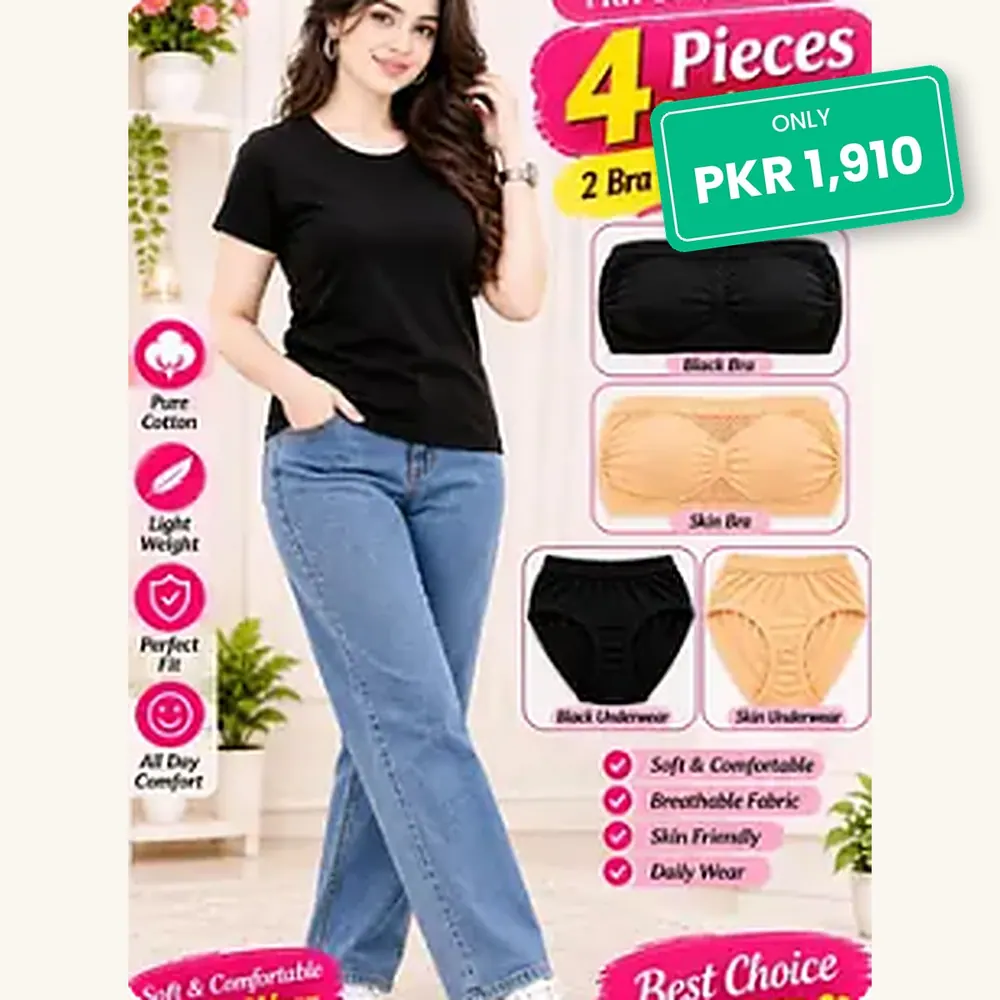 4 Pieces
ONLY
PKR 1,910
2 Bra
Black Bra
Pure
Cotton
Skin Bra
Light
Weight
Perfect
Fit
Black Underwear
Skin Underwear
All Day
Comfort
Soft & Comfortable
Breathable Fabric
Skin Friendly
Daily Wear
Soft & Comfortable
Best Choice